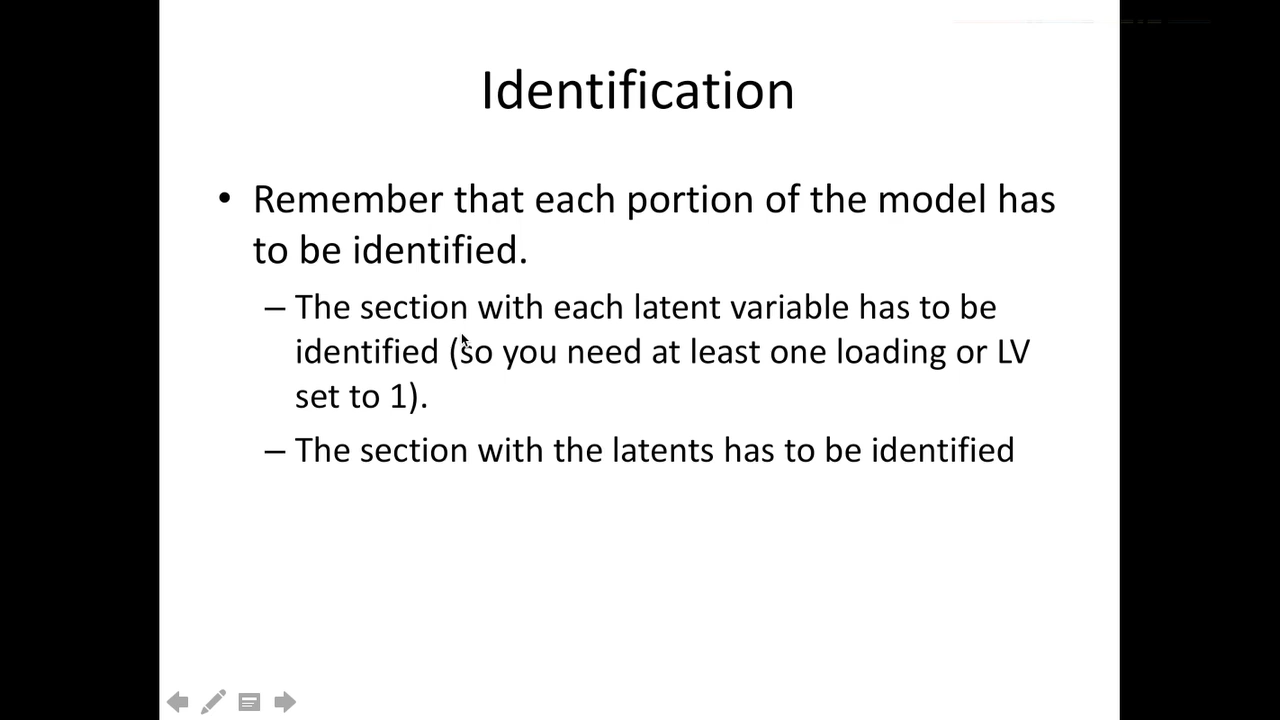 Identification
• Remember that each portion of the model has
to be identified.
– The section with each latent variable has to be
identified (so you need at least one loading or LV
set to 1).
– The section with the latents has to be identified